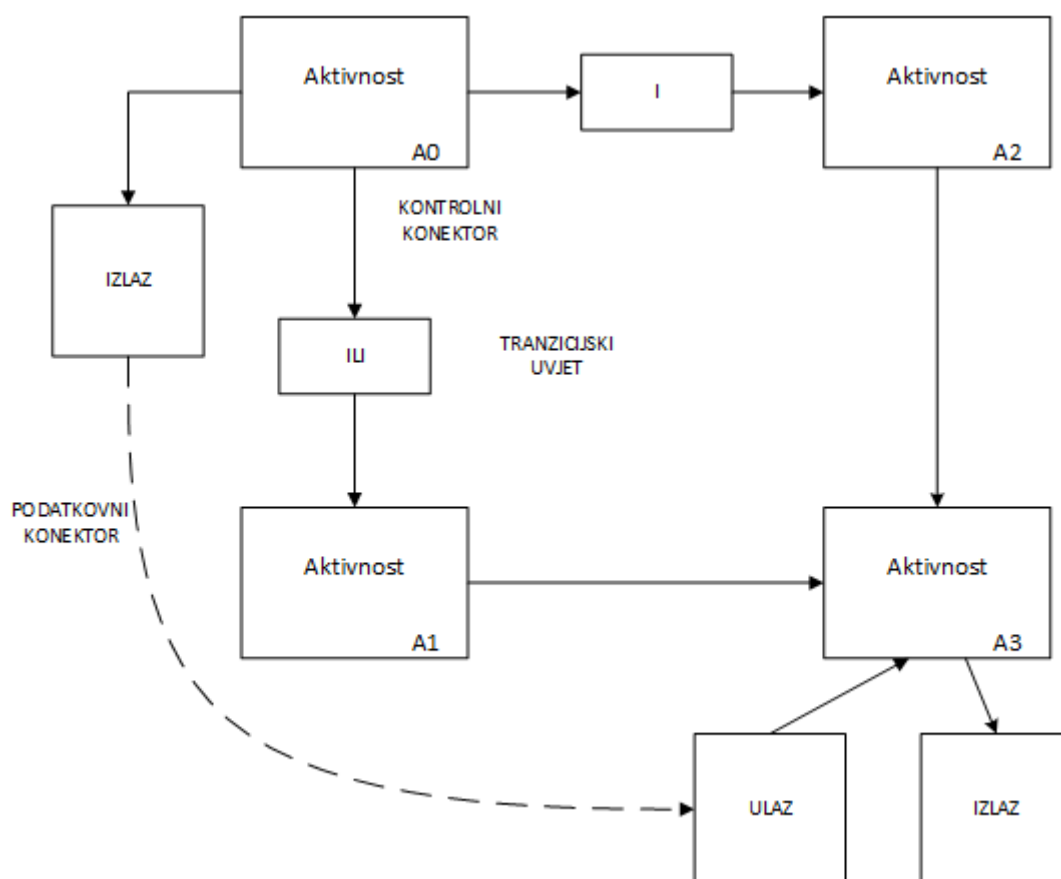 Aktivnost
A0
I
Aktivnost
A2
KONTROLNI
KONEKTOR
IZLAZ
ILI
TRANZICIJSKI
UVJET
PODATKOVNI
KONEKTOR
Aktivnost
A1
Aktivnost
A3
ULAZ
IZLAZ